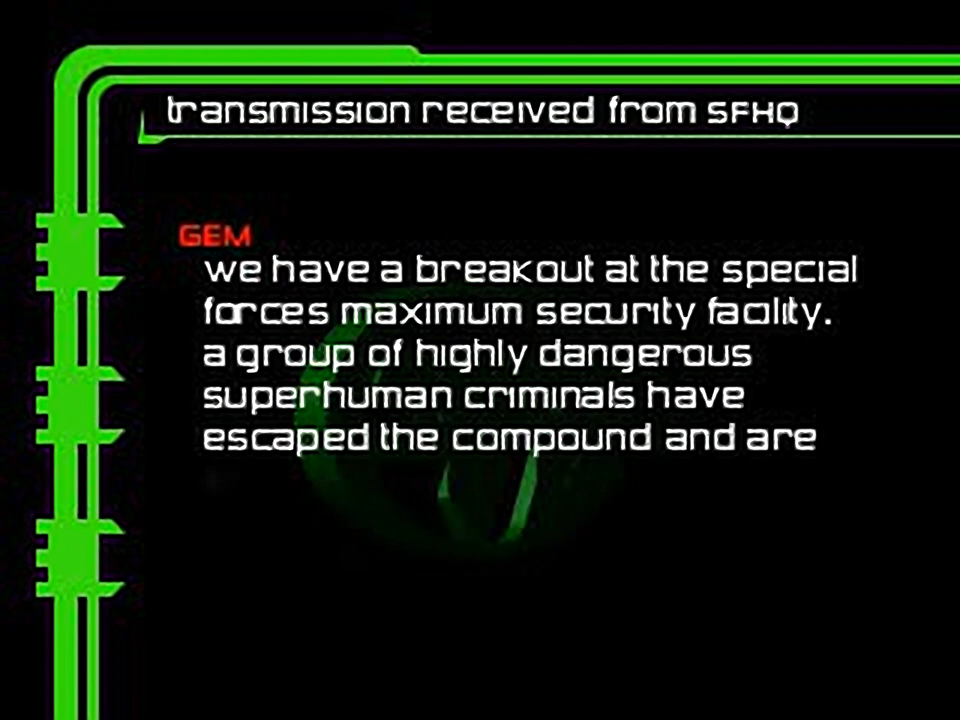 transmission received from SFHQ
GEM
we have a breakout at the special
forces maximum security facility.
a group of highly dangerous
superhuman criminals have
escaped the compound and are